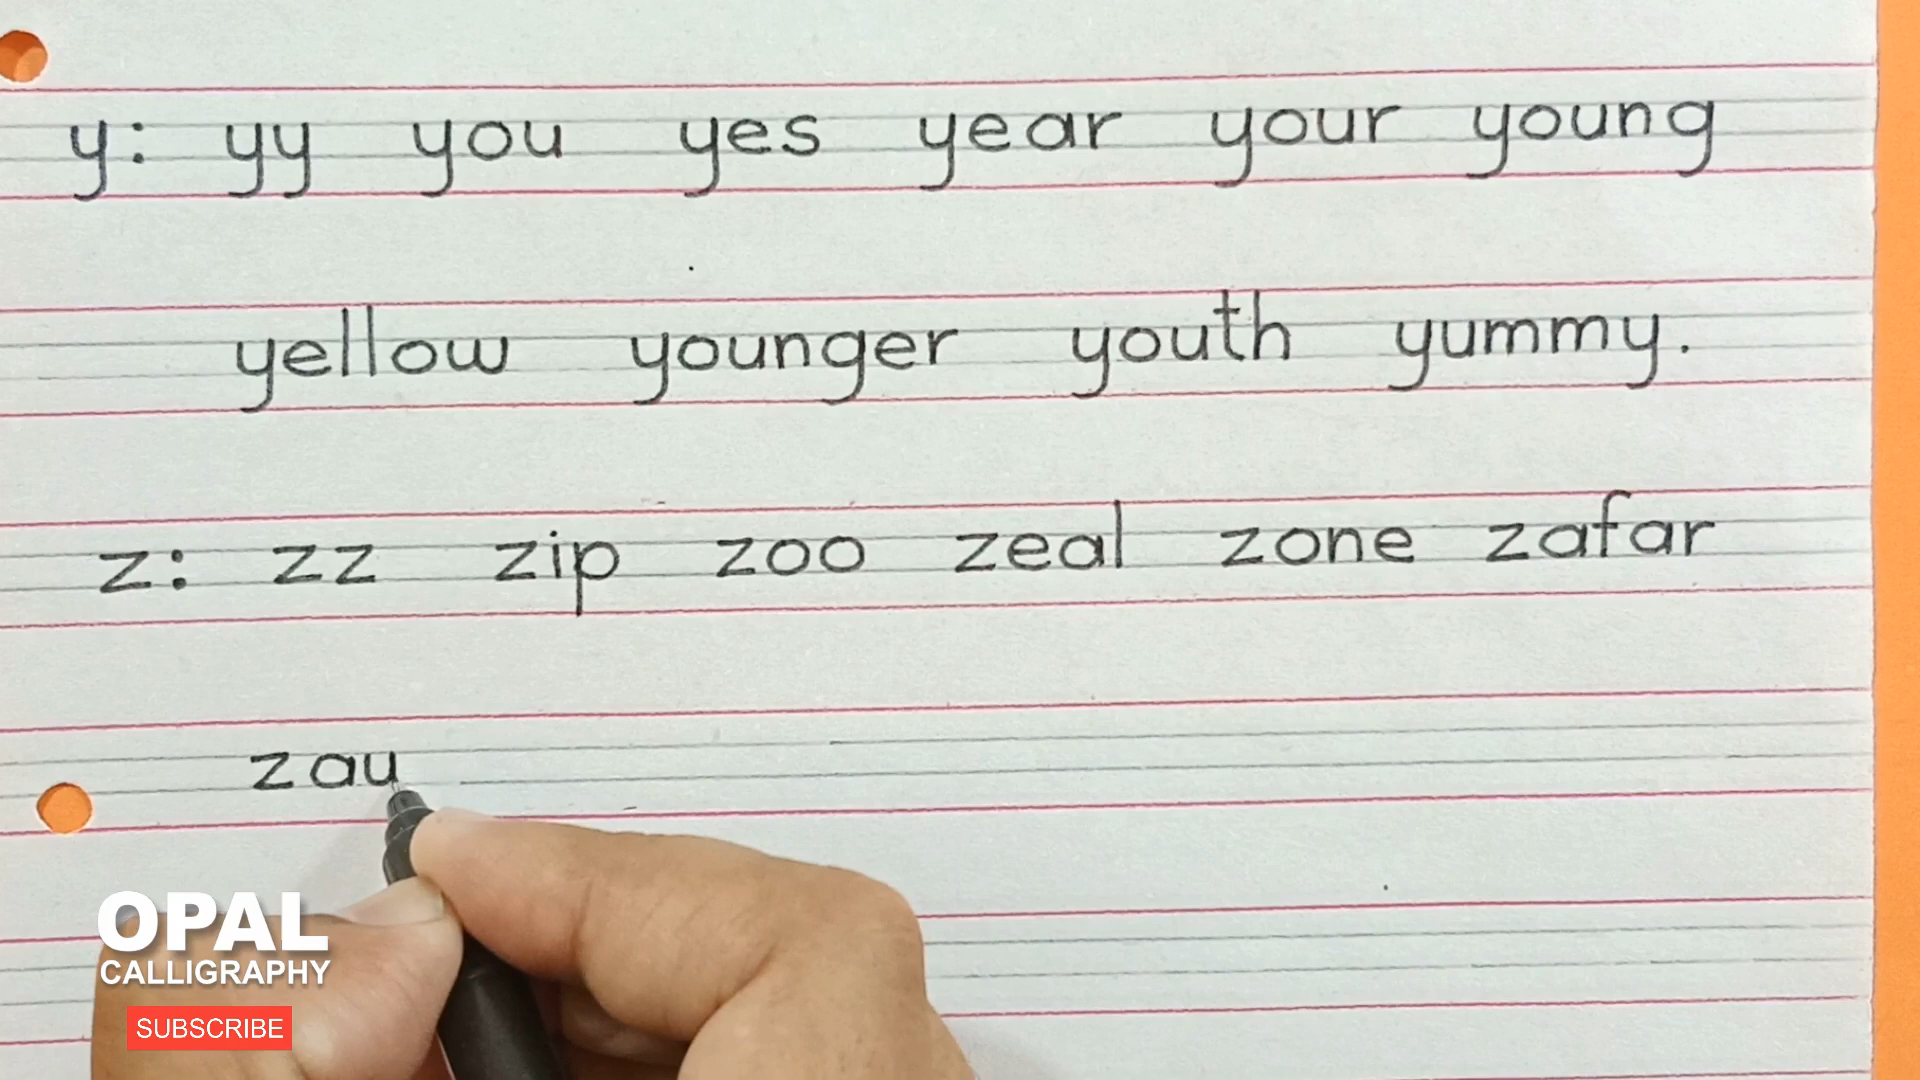 y: yy you yes year your young
yellow younger youth yummy.
z: zz zip zoo zeal zone zafar
zau
OPAL
CALLIGRAPHY
SUBSCRIBE